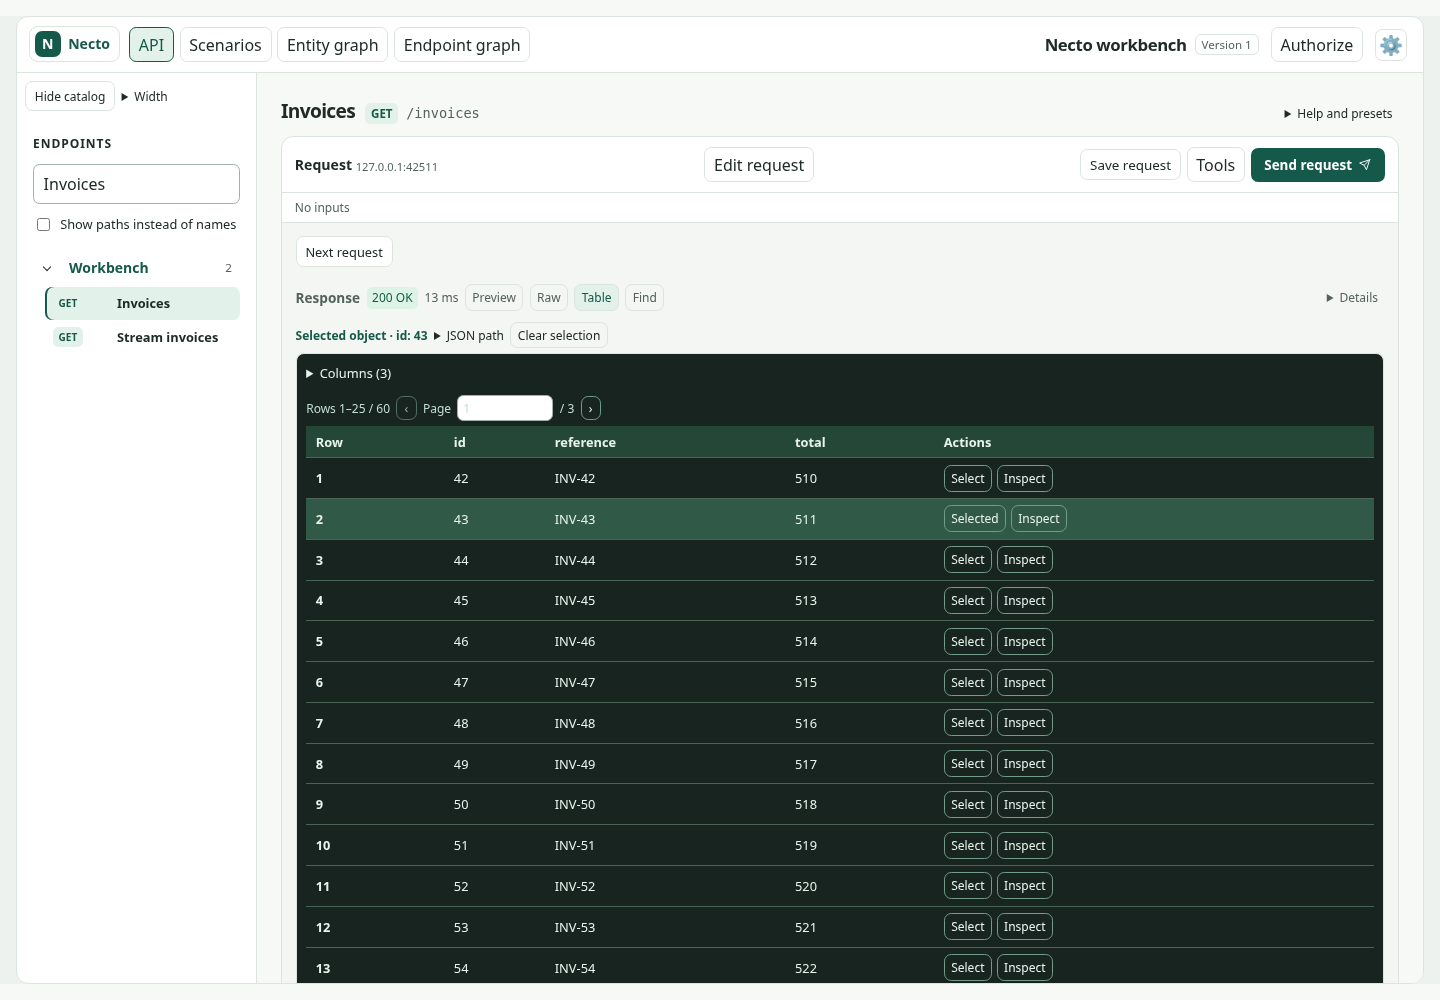 N Necto API Scenarios Entity graph Endpoint graph Necto workbench Version 1 Authorize
Hide catalog ▶ Width
ENDPOINTS
Invoices
Show paths instead of names
Workbench 2
GET Invoices
GET Stream invoices
Invoices GET /invoices ▶ Help and presets
Request 127.0.0.1:42511 Edit request Save request Tools Send request
No inputs
Next request
Response 200 OK 13 ms Preview Raw Table Find ▶ Details
Selected object · id: 43 ▶ JSON path Clear selection
▶ Columns (3)
Rows 1–25 / 60 ‹ Page 1 / 3 ›
Row id reference total Actions
1 42 INV-42 510 Select Inspect
2 43 INV-43 511 Selected Inspect
3 44 INV-44 512 Select Inspect
4 45 INV-45 513 Select Inspect
5 46 INV-46 514 Select Inspect
6 47 INV-47 515 Select Inspect
7 48 INV-48 516 Select Inspect
8 49 INV-49 517 Select Inspect
9 50 INV-50 518 Select Inspect
10 51 INV-51 519 Select Inspect
11 52 INV-52 520 Select Inspect
12 53 INV-53 521 Select Inspect
13 54 INV-54 522 Select Inspect